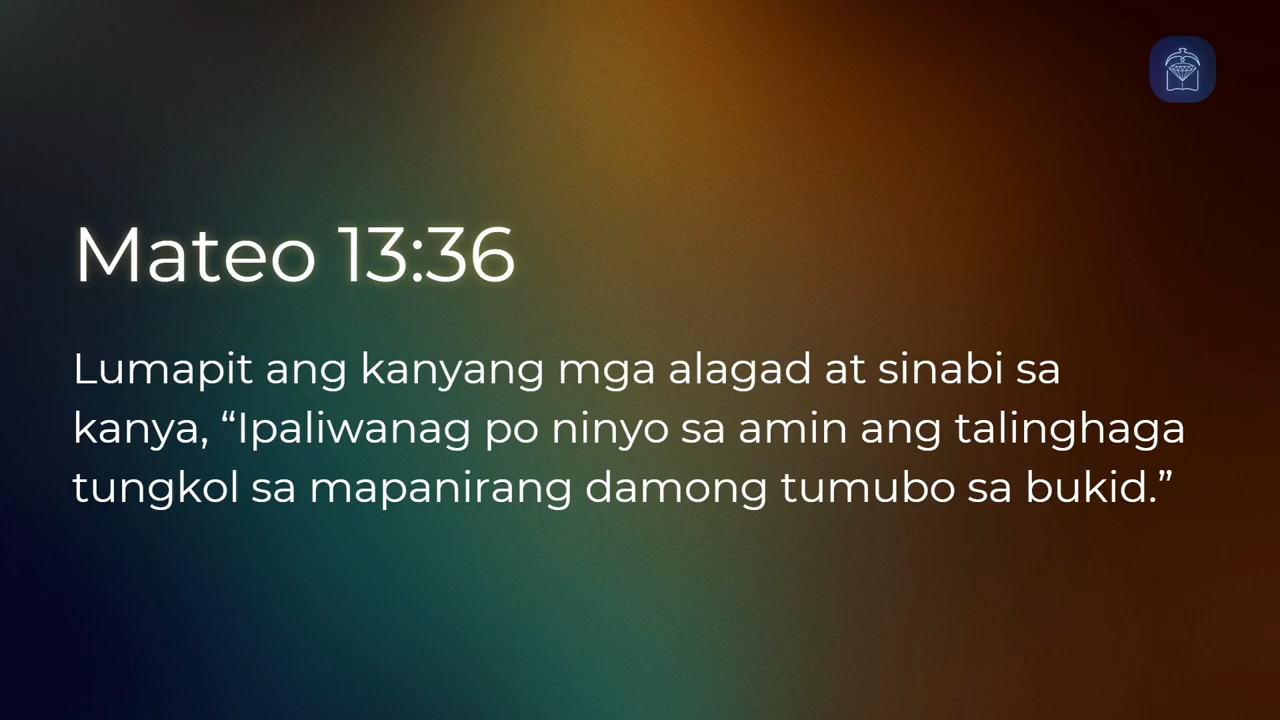 Mateo 13:36
Lumapit ang kanyang mga alagad at sinabi sa
kanya, “Ipaliwanag po ninyo sa amin ang talinghaga
tungkol sa mapanirang damong tumubo sa bukid.”